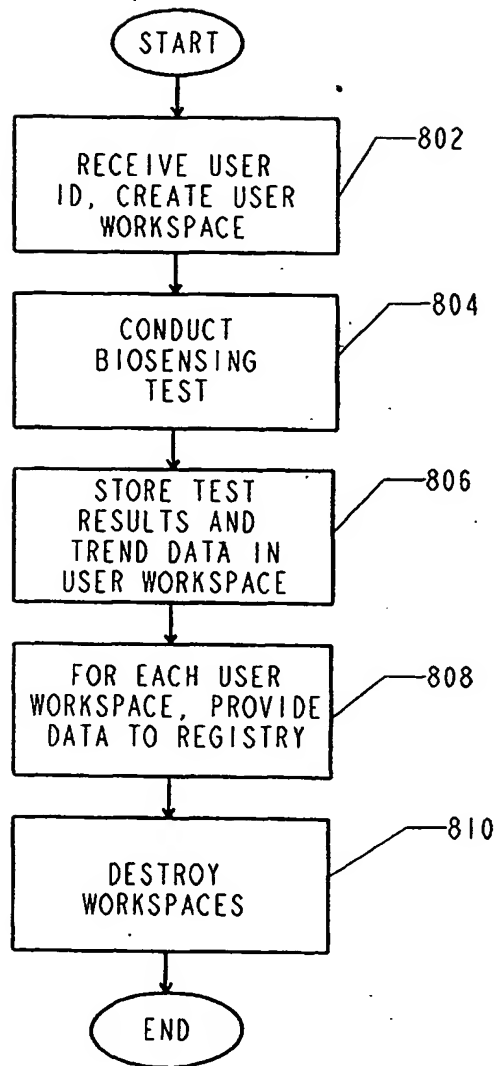 START
802
RECEIVE USER
ID, CREATE USER
WORKSPACE
804
CONDUCT
BIOSENSING
TEST
806
STORE TEST
RESULTS AND
TREND DATA IN
USER WORKSPACE
808
FOR EACH USER
WORKSPACE, PROVIDE
DATA TO REGISTRY
810
DESTROY
WORKSPACES
END